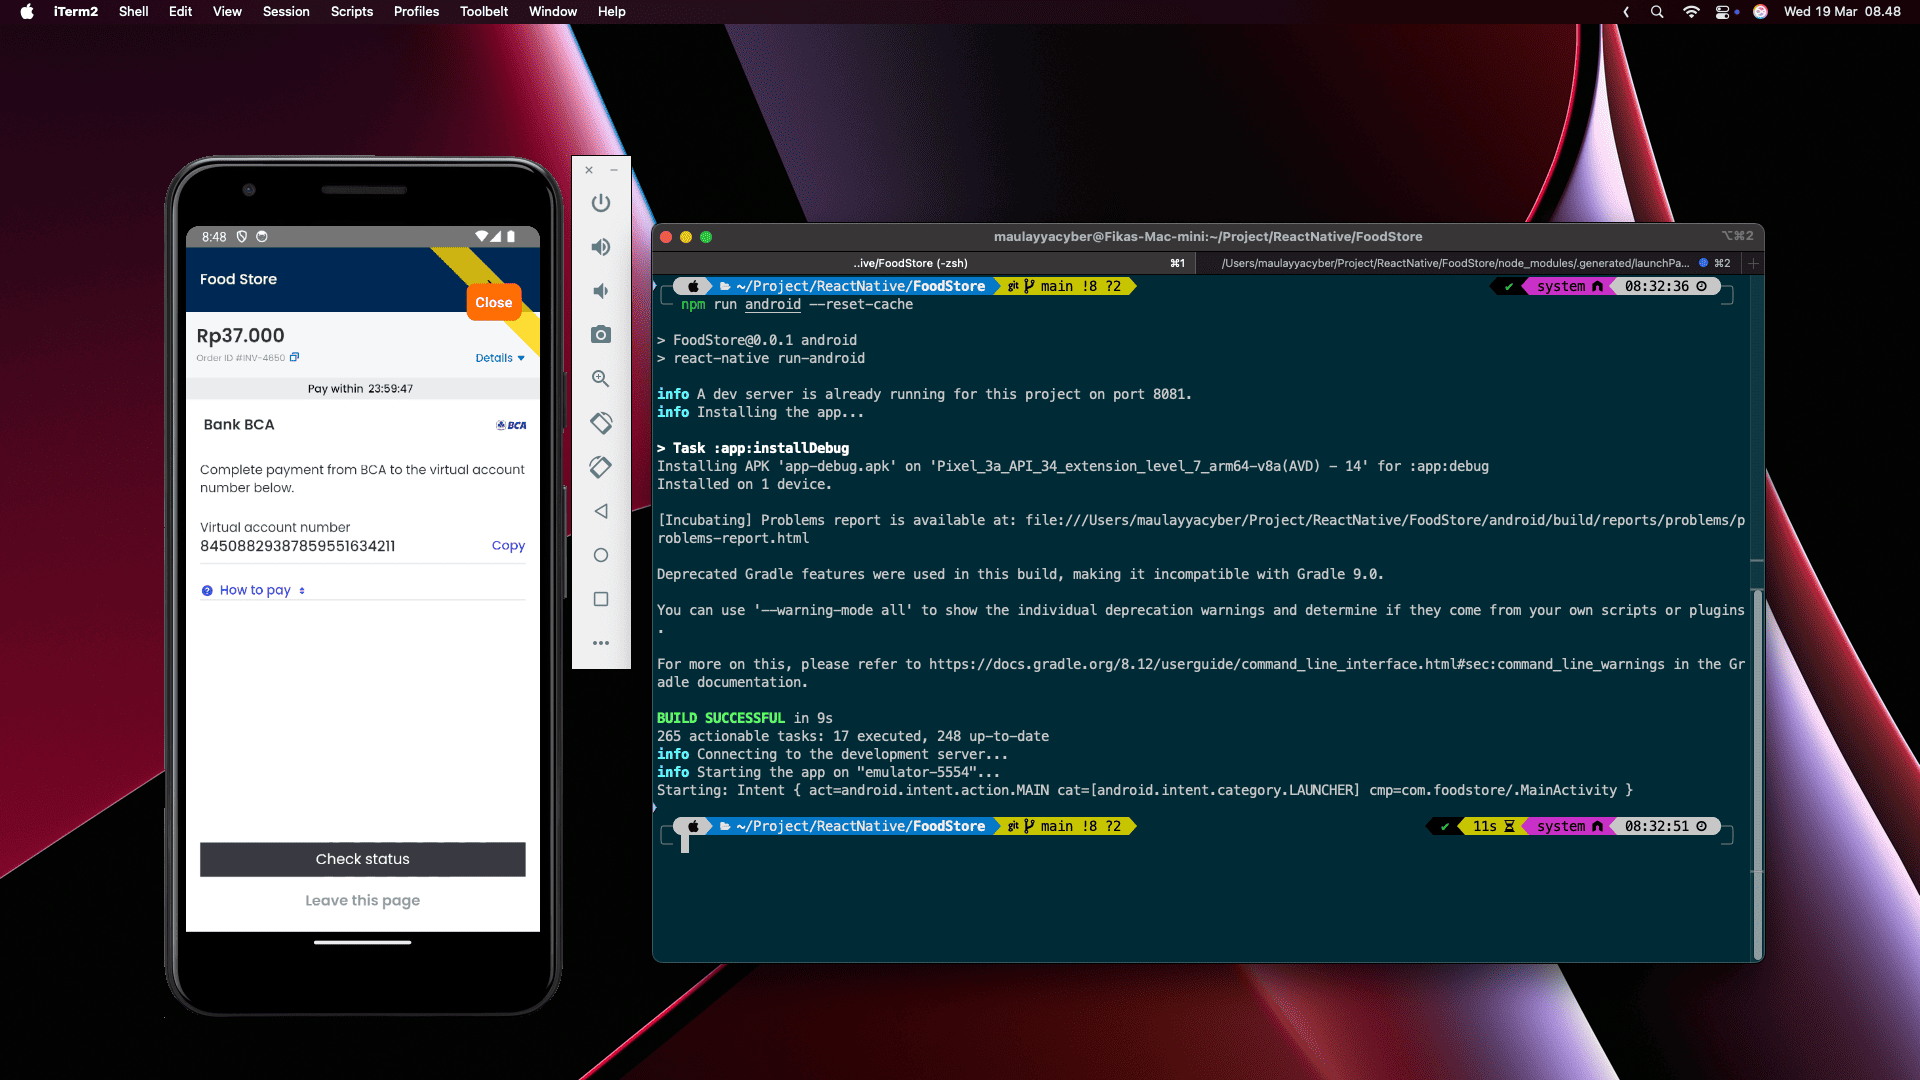 iTerm2 Shell Edit View Session Scripts Profiles Toolbelt Window Help
Wed 19 Mar 08.48
8:48
Food Store
Close
Rp37.000
Order ID #INV-4650
Details
Pay within 23:59:47
Bank BCA
BCA
Complete payment from BCA to the virtual account
number below.
Virtual account number
84508829387859551634211
Copy
How to pay
Check status
Leave this page
maulayyacyber@Fikas-Mac-mini:~/Project/ReactNative/FoodStore
⌥⌘2
..ive/FoodStore (-zsh) ⌘1
/Users/maulayyacyber/Project/ReactNative/FoodStore/node_modules/.generated/launchPa... ⌘2
~/Project/ReactNative/FoodStore git main !8 ?2 ✔ system 08:32:36
npm run android --reset-cache
> FoodStore@0.0.1 android
> react-native run-android
info A dev server is already running for this project on port 8081.
info Installing the app...
> Task :app:installDebug
Installing APK 'app-debug.apk' on 'Pixel_3a_API_34_extension_level_7_arm64-v8a(AVD) - 14' for :app:debug
Installed on 1 device.
[Incubating] Problems report is available at: file:///Users/maulayyacyber/Project/ReactNative/FoodStore/android/build/reports/problems/p
roblems-report.html
Deprecated Gradle features were used in this build, making it incompatible with Gradle 9.0.
You can use '--warning-mode all' to show the individual deprecation warnings and determine if they come from your own scripts or plugins
.
For more on this, please refer to https://docs.gradle.org/8.12/userguide/command_line_interface.html#sec:command_line_warnings in the Gr
adle documentation.
BUILD SUCCESSFUL in 9s
265 actionable tasks: 17 executed, 248 up-to-date
info Connecting to the development server...
info Starting the app on "emulator-5554"...
Starting: Intent { act=android.intent.action.MAIN cat=[android.intent.category.LAUNCHER] cmp=com.foodstore/.MainActivity }
~/Project/ReactNative/FoodStore git main !8 ?2 ✔ 11s system 08:32:51